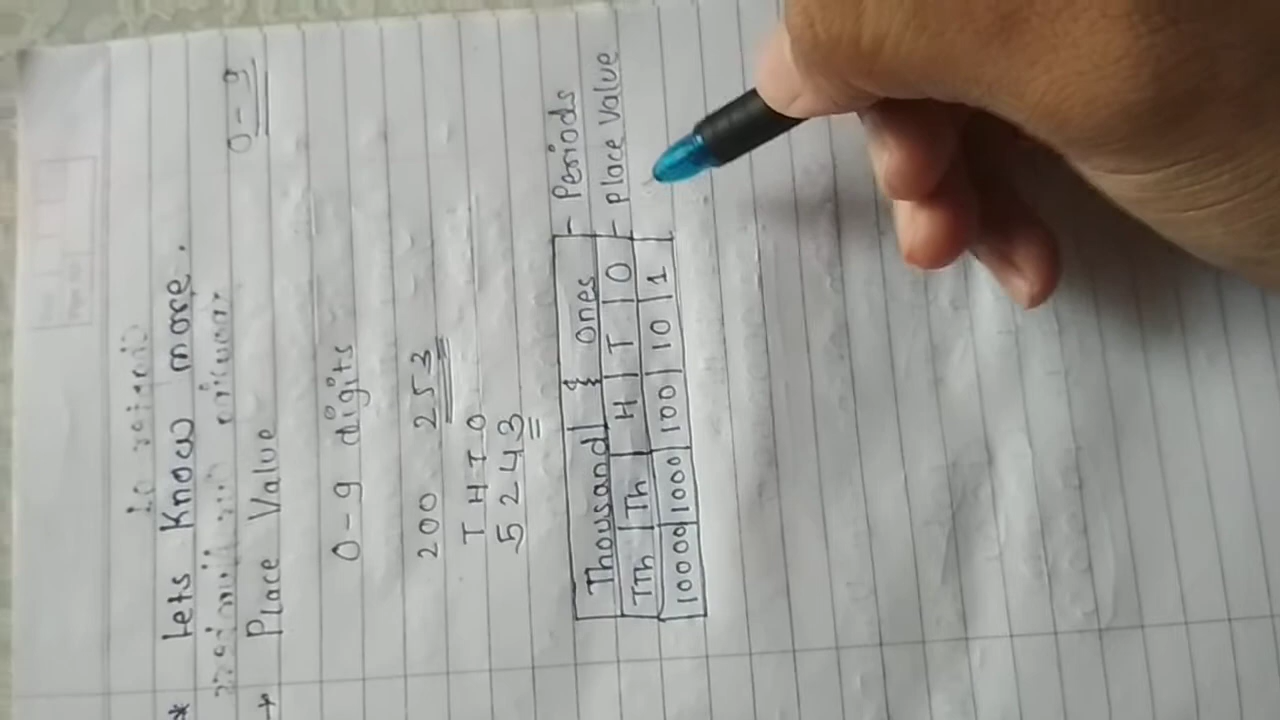 * Lets Know more.
→ Place Value 0-9
0-9 digits
200 253
T H T O
5 2 4 3
Thousand } Ones - Periods
TTh Th H T O - Place Value
10000 1000 100 10 1